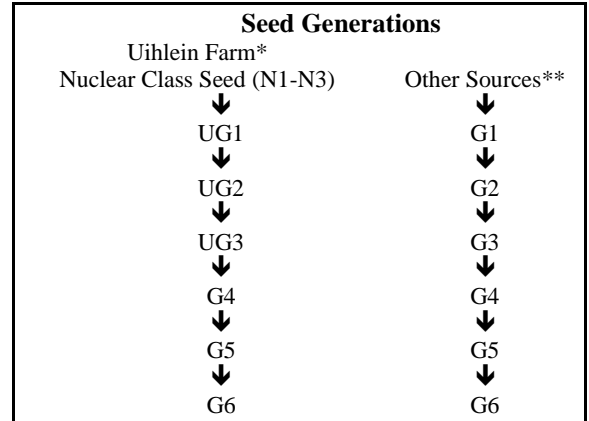 Seed Generations
Uihlein Farm*
Nuclear Class Seed (N1-N3) Other Sources**
🡫 🡫
UG1 G1
🡫 🡫
UG2 G2
🡫 🡫
UG3 G3
🡫 🡫
G4 G4
🡫 🡫
G5 G5
🡫 🡫
G6 G6